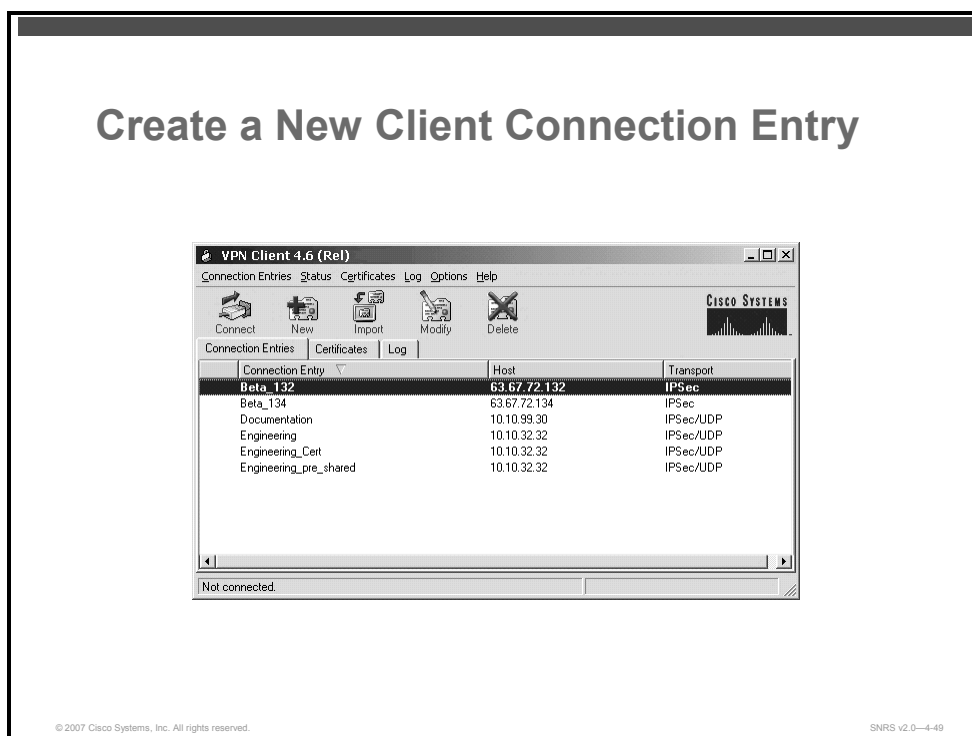 Create a New Client Connection Entry
VPN Client 4.6 (Rel)
Connection Entries Status Certificates Log Options Help
Connect New Import Modify Delete
CISCO SYSTEMS
Connection Entries Certificates Log
Connection Entry Host Transport
Beta_132 63.67.72.132 IPSec
Beta_134 63.67.72.134 IPSec
Documentation 10.10.99.30 IPSec/UDP
Engineering 10.10.32.32 IPSec/UDP
Engineering_Cert 10.10.32.32 IPSec/UDP
Engineering_pre_shared 10.10.32.32 IPSec/UDP
Not connected.
© 2007 Cisco Systems, Inc. All rights reserved. SNRS v2.0—4-49